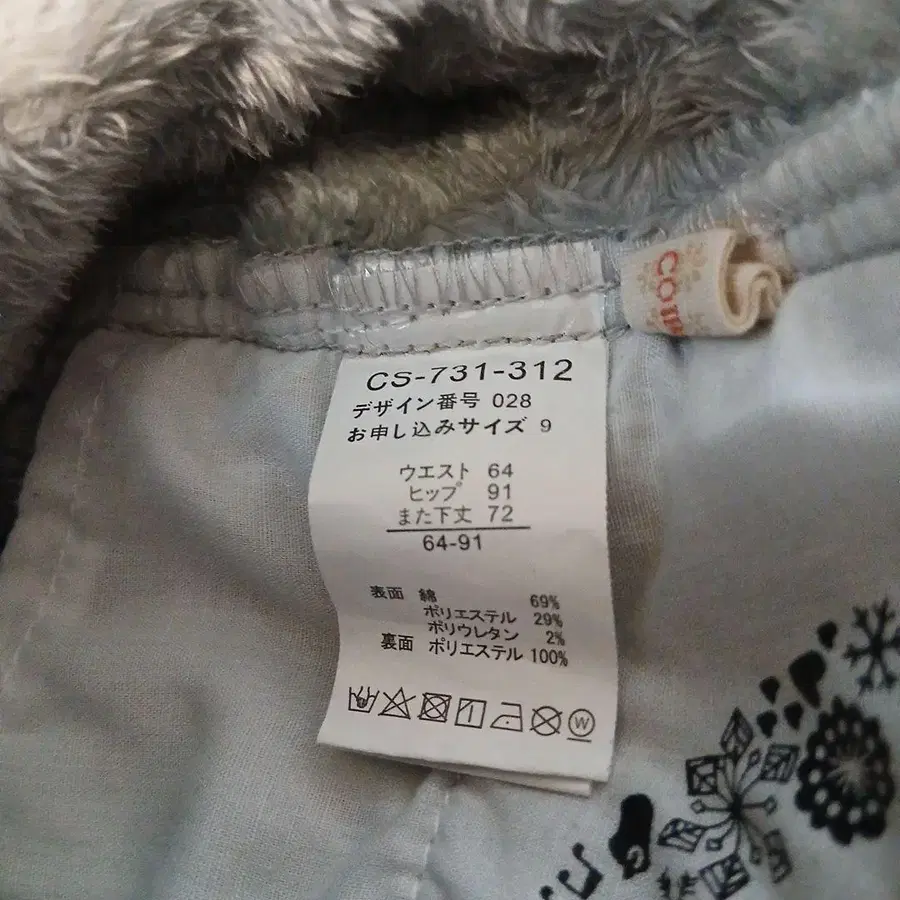 CS-731-312
デザイン番号 028
お申し込みサイズ 9
ウエスト 64
ヒップ 91
また下丈 72
64-91
表面 綿 69%
ポリエステル 29%
ポリウレタン 2%
裏面 ポリエステル 100%
W